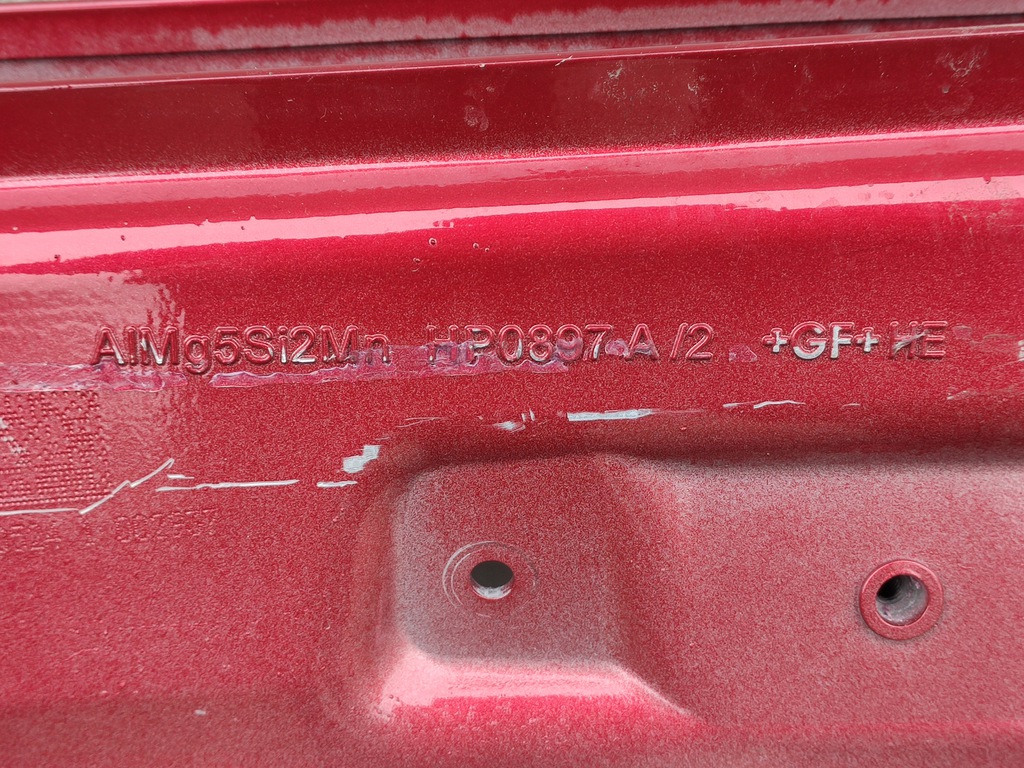 AlMg5Si2Mn HP0897 A /2 +GF+ HE